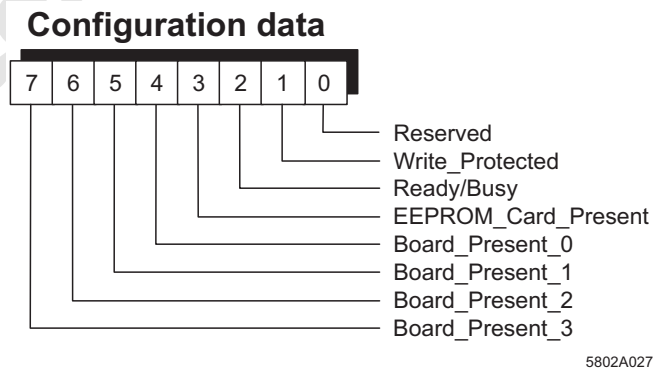 Configuration data
7 6 5 4 3 2 1 0
Reserved
Write_Protected
Ready/Busy
EEPROM_Card_Present
Board_Present_0
Board_Present_1
Board_Present_2
Board_Present_3
5802A027